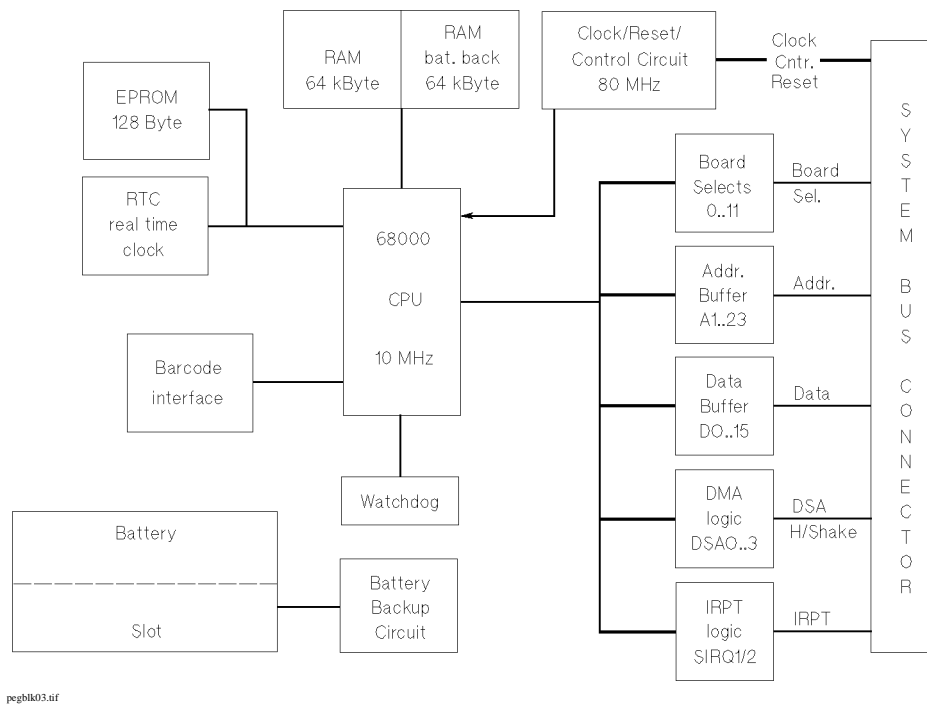 RAM
64 kByte
RAM
bat. back
64 kByte
Clock/Reset/
Control Circuit
80 MHz
Clock
Cntr.
Reset
EPROM
128 Byte
RTC
real time
clock
68000
CPU
10 MHz
Barcode
interface
Watchdog
Battery
Slot
Battery
Backup
Circuit
Board
Selects
0..11
Board
Sel.
Addr.
Buffer
A1..23
Addr.
Data
Buffer
D0..15
Data
DMA
logic
DSA0..3
DSA
H/Shake
IRPT
logic
SIRQ1/2
IRPT
SYSTEM BUS CONNECTOR
pegblk03.tif